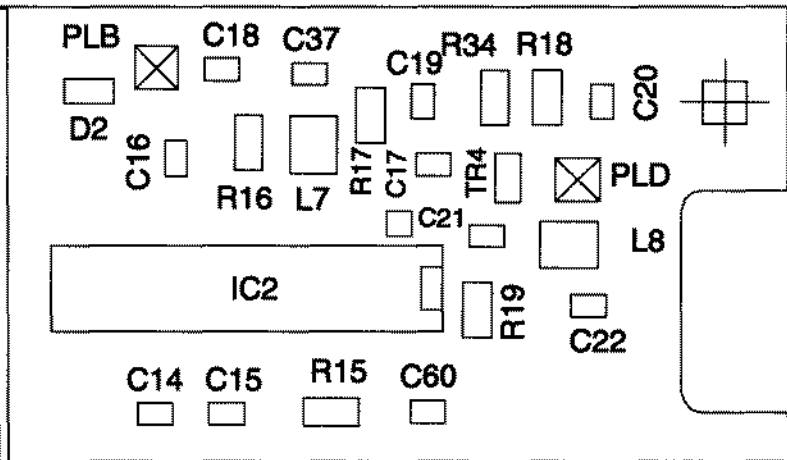 PLB
C18
C37
C19
R34
R18
C20
D2
C16
R16
L7
R17
C17
TR4
PLD
C21
L8
IC2
R19
C22
C14
C15
R15
C60